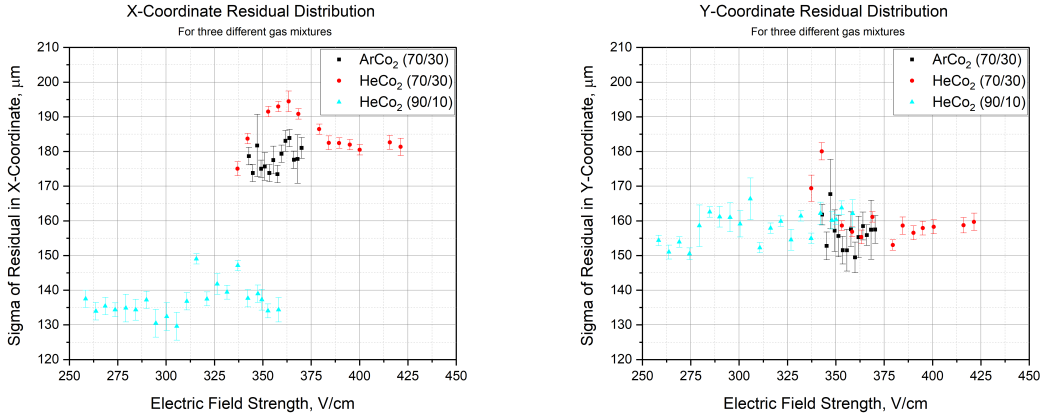 X-Coordinate Residual Distribution
For three different gas mixtures
Sigma of Residual in X-Coordinate, μm
210
200
190
180
170
160
150
140
130
120
ArCo₂ (70/30)
HeCo₂ (70/30)
HeCo₂ (90/10)
250 275 300 325 350 375 400 425 450
Electric Field Strength, V/cm
Y-Coordinate Residual Distribution
For three different gas mixtures
Sigma of Residual in Y-Coordinate, μm
210
200
190
180
170
160
150
140
130
120
ArCo₂ (70/30)
HeCo₂ (70/30)
HeCo₂ (90/10)
250 275 300 325 350 375 400 425 450
Electric Field Strength, V/cm